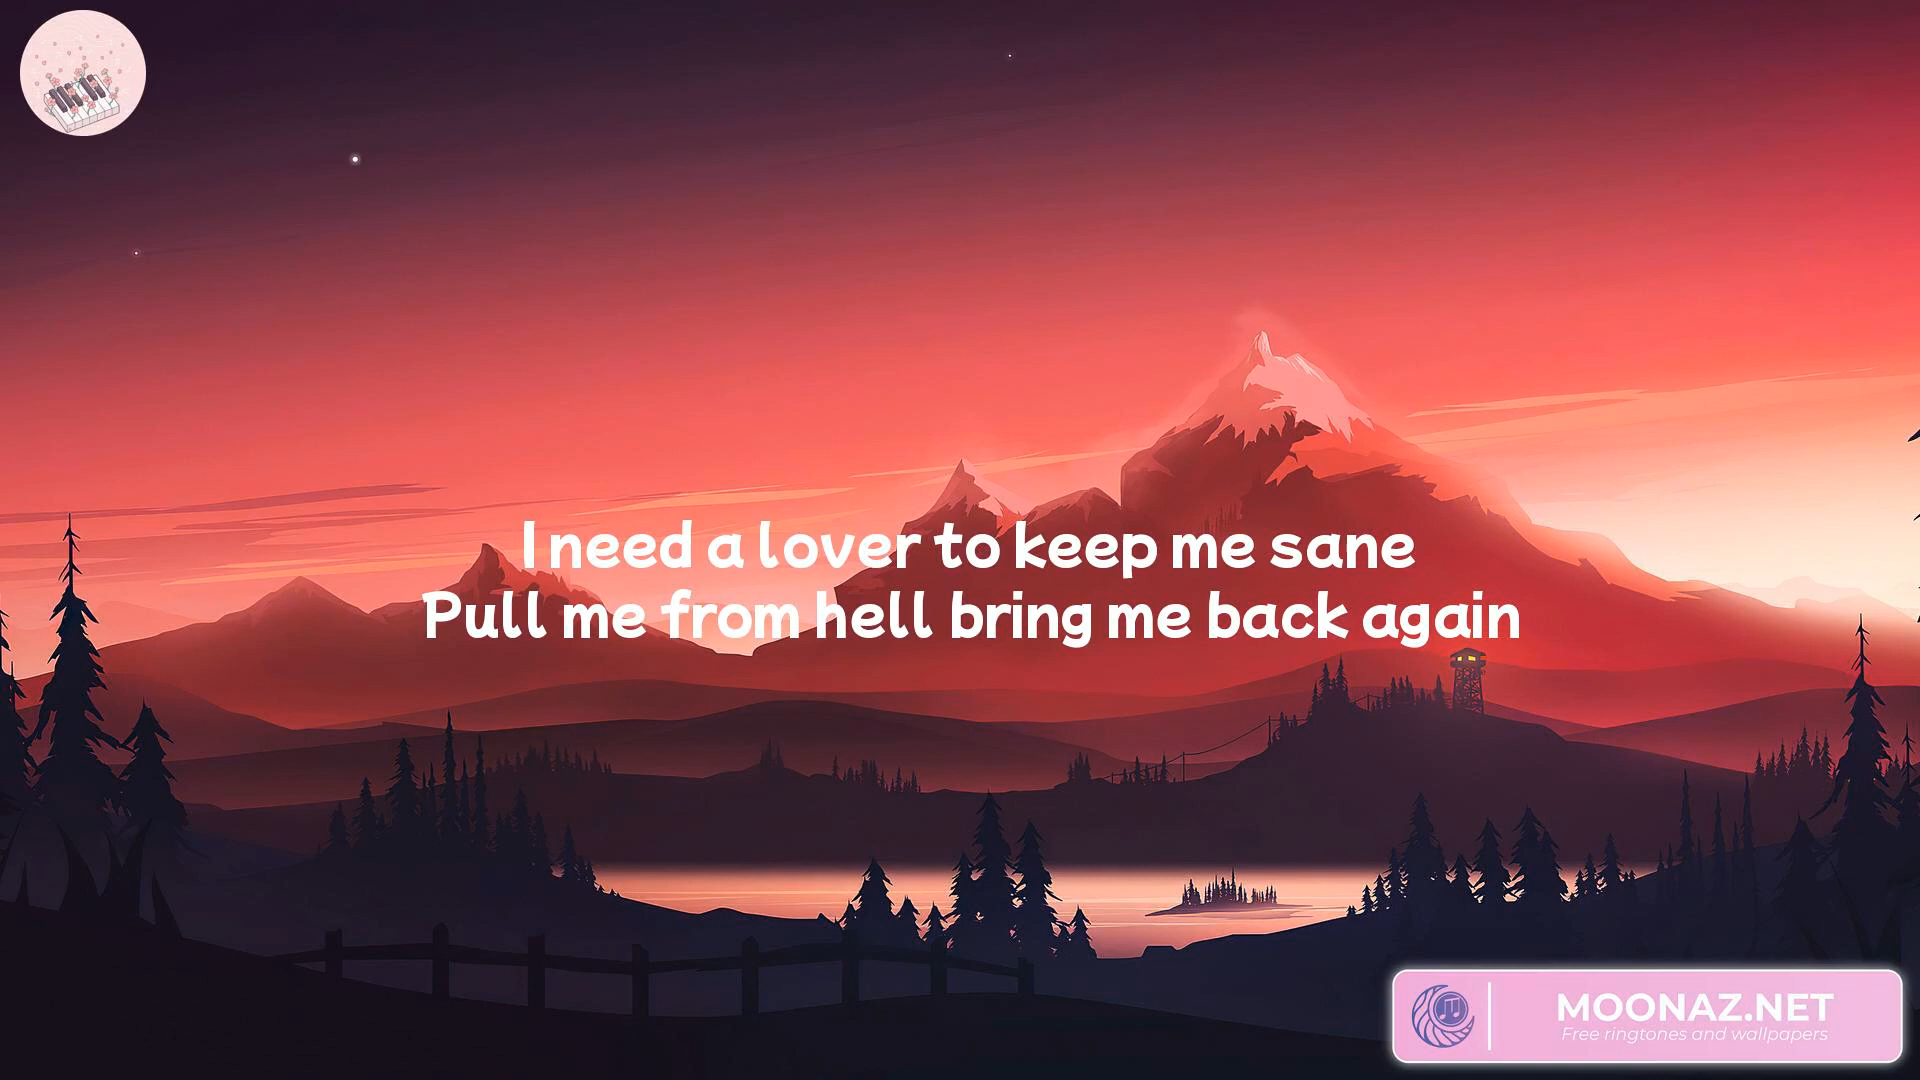 I need a lover to keep me sane
Pull me from hell bring me back again
MOONAZ.NET
Free ringtones and wallpapers